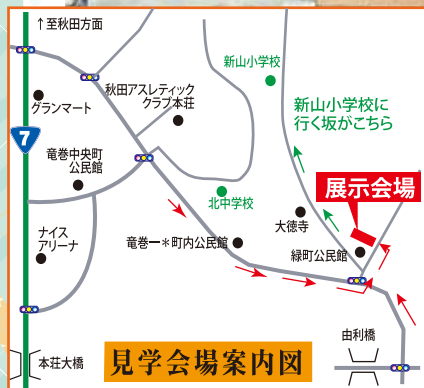 ↑至秋田方面
新山小学校
秋田アスレティック
クラブ本荘
グランマート
新山小学校に
行く坂がこちら
7
竜巻中央町
公民館
展示会場
北中学校
大徳寺
ナイス
アリーナ
竜巻一＊町内公民館
緑町公民館
由利橋
本荘大橋
見学会場案内図